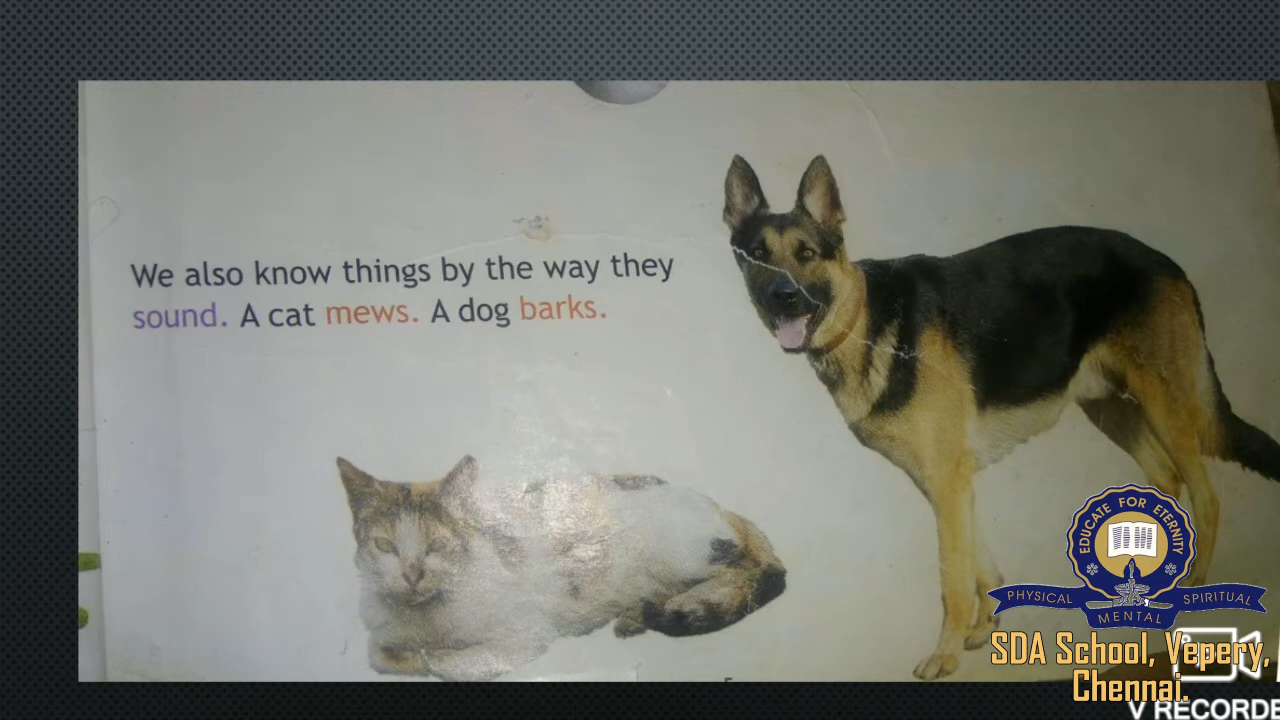 We also know things by the way they
sound. A cat mews. A dog barks.
EDUCATE FOR ETERNITY
PHYSICAL
MENTAL
SPIRITUAL
SDA School, Vepery,
Chennai.
V RECORDE